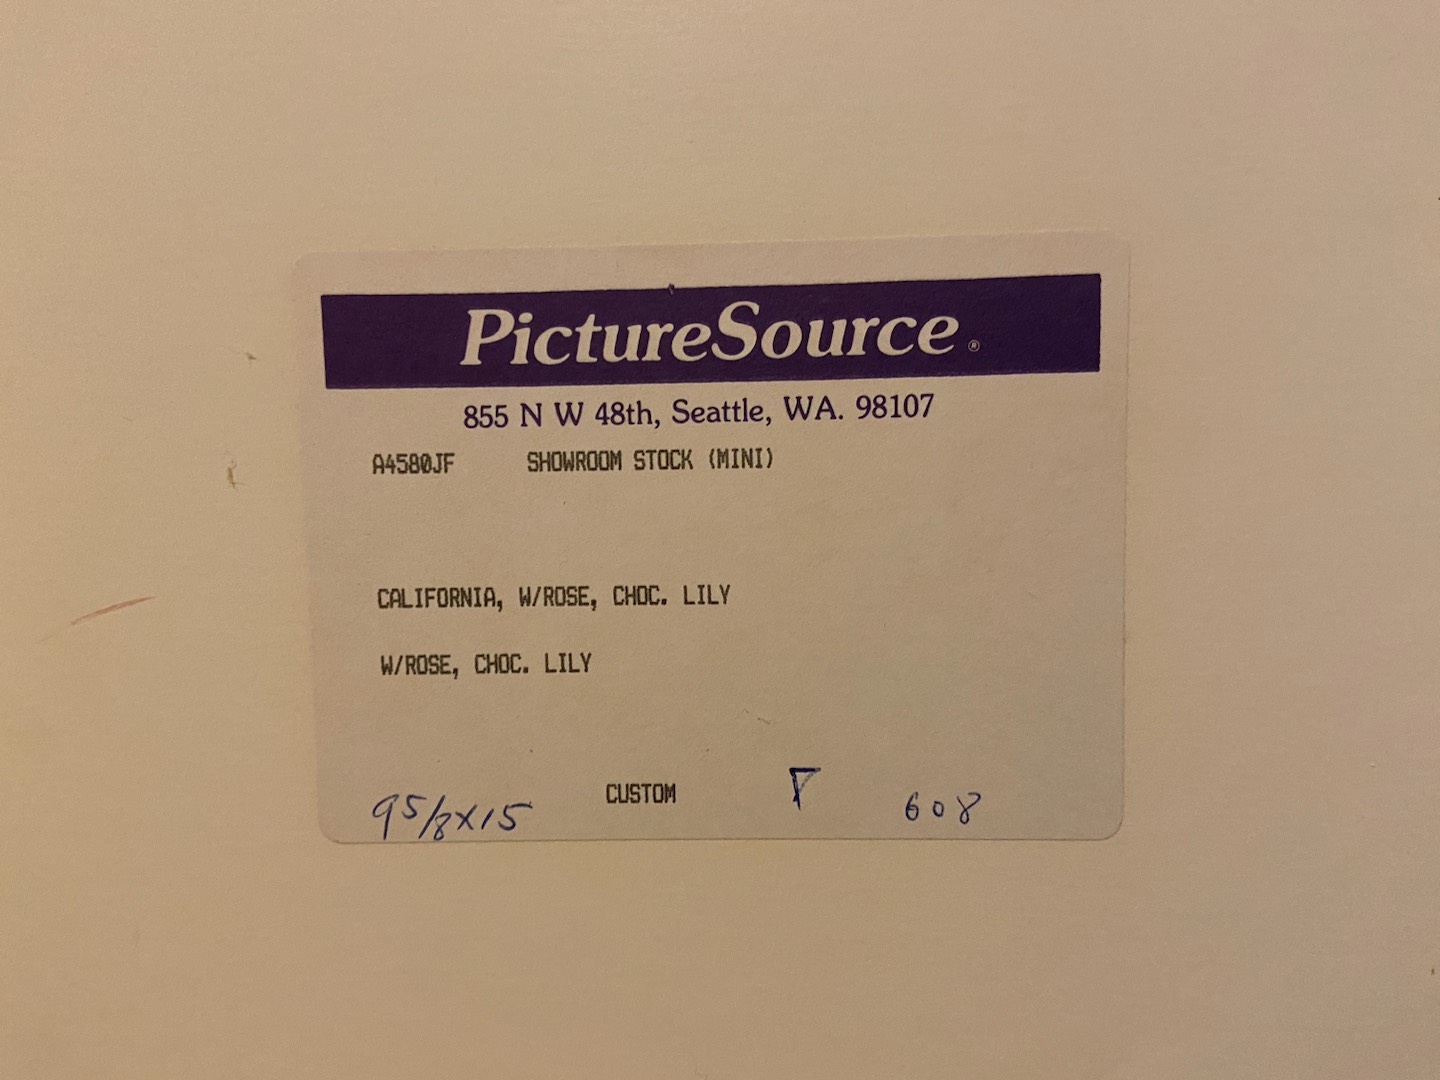 PictureSource®
855 N W 48th, Seattle, WA. 98107
A4580JF SHOWROOM STOCK (MINI)
CALIFORNIA, W/ROSE, CHOC. LILY
W/ROSE, CHOC. LILY
95/8X15 CUSTOM 608